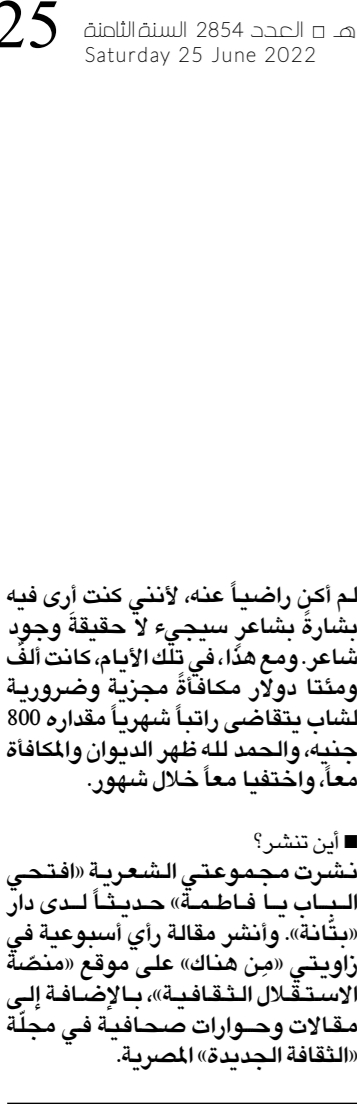 25
هـ □ العدد 2854 السنة الثامنة
Saturday 25 June 2022
لم أكن راضياً عنه، لأنني كنت أرى فيه
بشارةً بشاعرٍ سيجيء لا حقيقةَ وجود
شاعر. ومع هذا، في تلك الأيام، كانت ألفٌ
ومئتا دولار مكافأةً مجزية وضرورية
لشاب يتقاضى راتباً شهرياً مقداره 800
جنيه، والحمد لله ظهر الديوان والمكافأة
معاً، واختفيا معاً خلال شهور.
■ أين تنشر؟
نشرت مجموعتي الشعرية «افتحي
الباب يا فاطمة» حديثاً لدى دار
«بتّانة». وأنشر مقالة رأي أسبوعية في
زاويتي «مِن هناك» على موقع «منصّة
الاستقلال الثقافية»، بالإضافة إلى
مقالات وحوارات صحافية في مجلّة
«الثقافة الجديدة» المصرية.